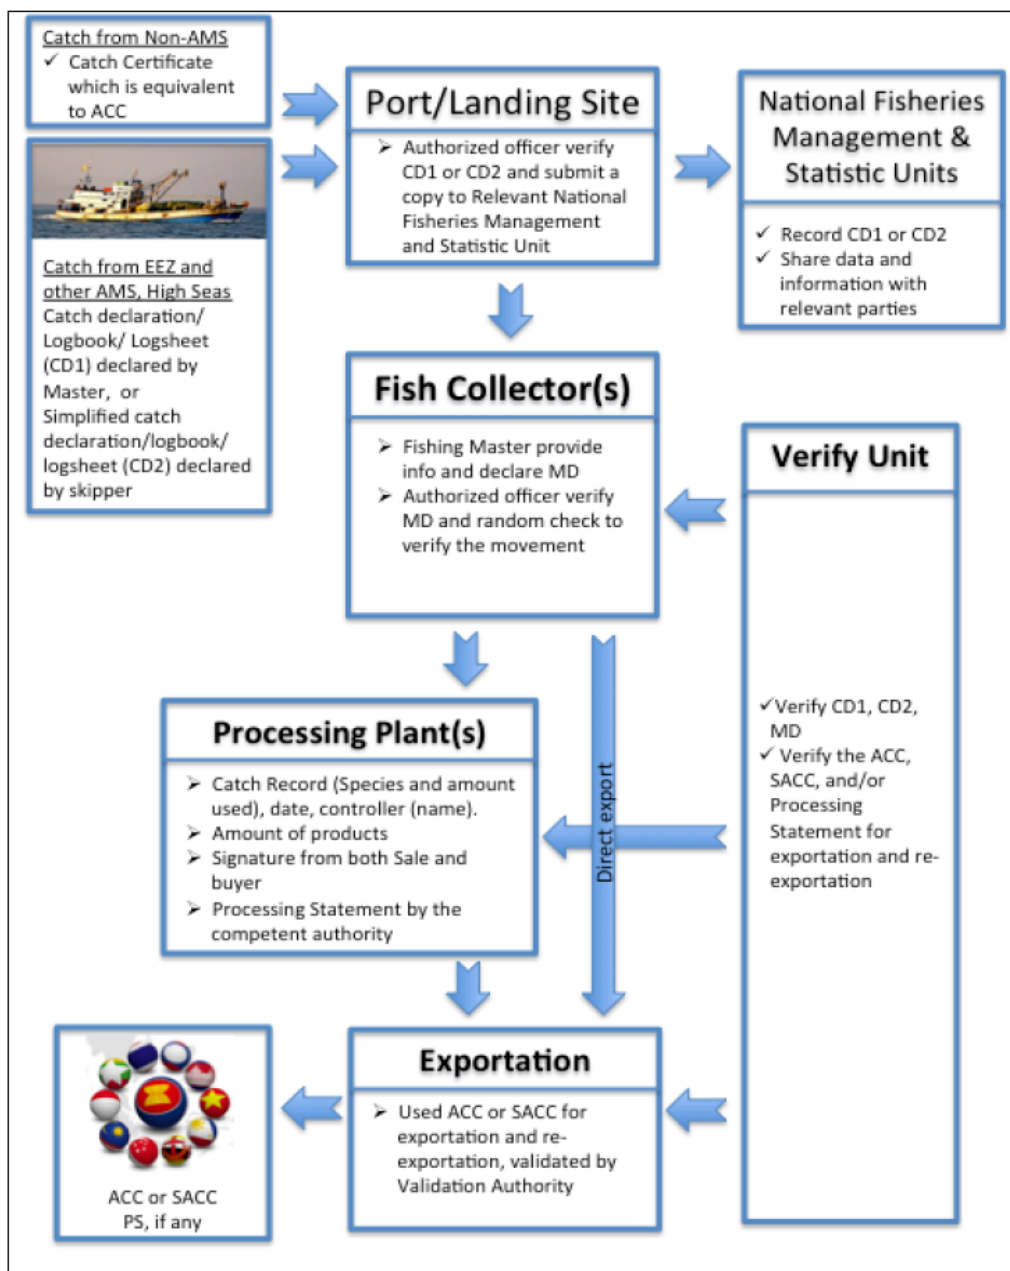 Catch from Non-AMS
✓ Catch Certificate
which is equivalent
to ACC
Port/Landing Site
➢ Authorized officer verify
CD1 or CD2 and submit a
copy to Relevant National
Fisheries Management
and Statistic Unit
National Fisheries
Management &
Statistic Units
✓ Record CD1 or CD2
✓ Share data and
information with
relevant parties
Catch from EEZ and
other AMS, High Seas
Catch declaration/
Logbook/ Logsheet
(CD1) declared by
Master, or
Simplified catch
declaration/logbook/
logsheet (CD2) declared
by skipper
Fish Collector(s)
➢ Fishing Master provide
info and declare MD
➢ Authorized officer verify
MD and random check to
verify the movement
Verify Unit
✓Verify CD1, CD2,
MD
✓ Verify the ACC,
SACC, and/or
Processing
Statement for
exportation and re-
exportation
Processing Plant(s)
➢ Catch Record (Species and amount
used), date, controller (name).
➢ Amount of products
➢ Signature from both Sale and
buyer
➢ Processing Statement by the
competent authority
Direct export
Exportation
➢ Used ACC or SACC for
exportation and re-
exportation, validated by
Validation Authority
ACC or SACC
PS, if any